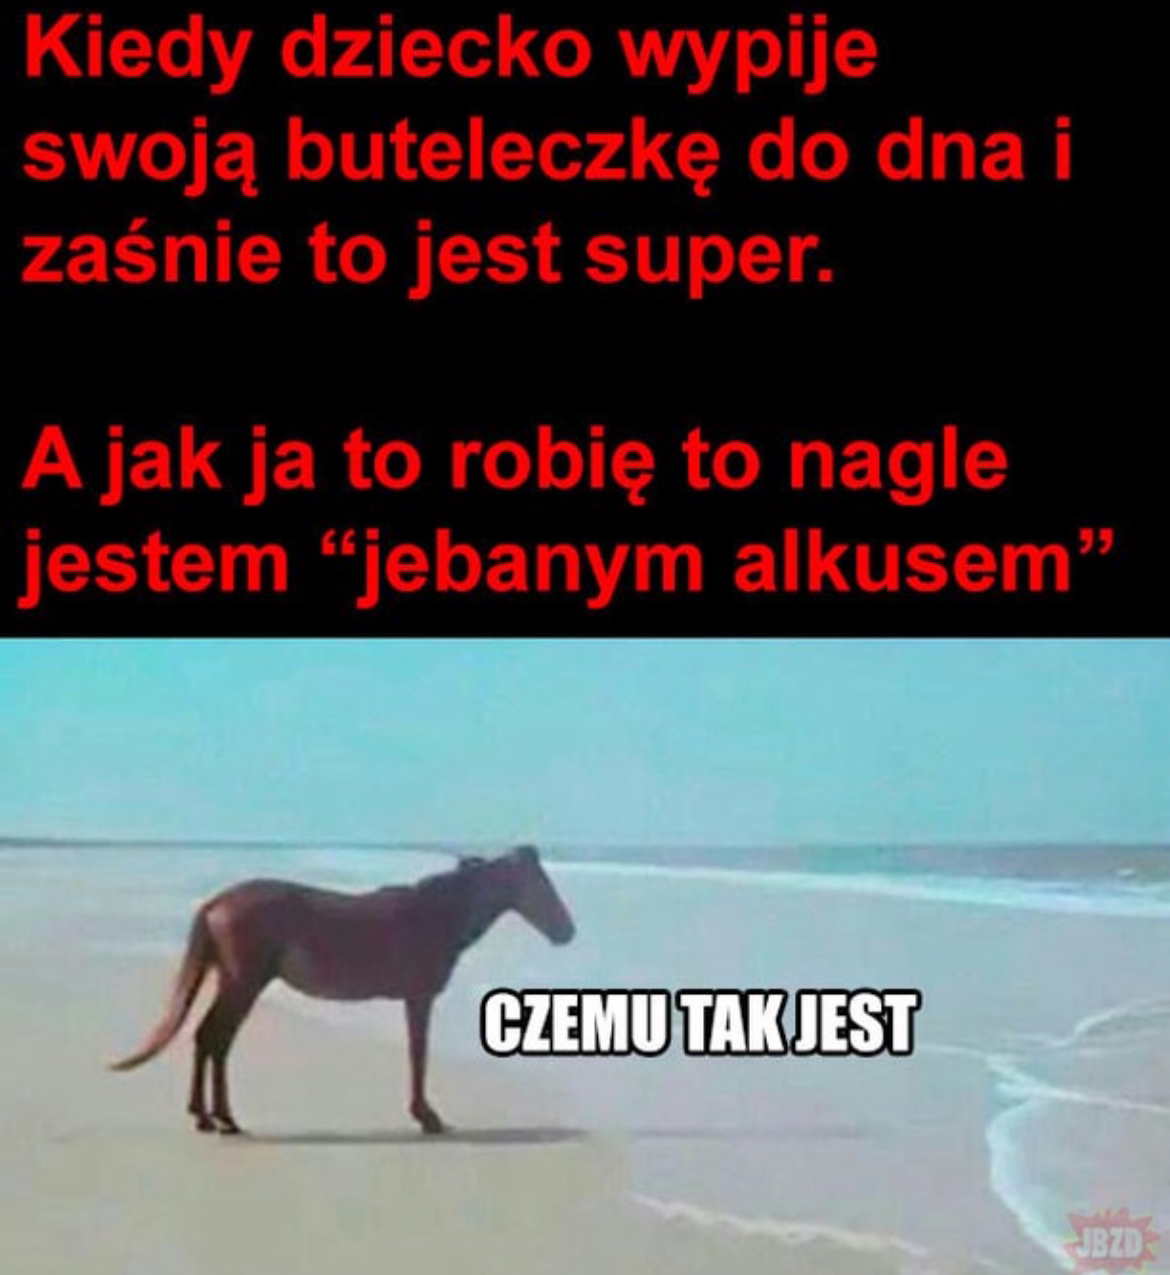 Kiedy dziecko wypije
swoją buteleczkę do dna i
zaśnie to jest super.
A jak ja to robię to nagle
jestem “jebanym alkusem”
CZEMU TAK JEST
JBZD